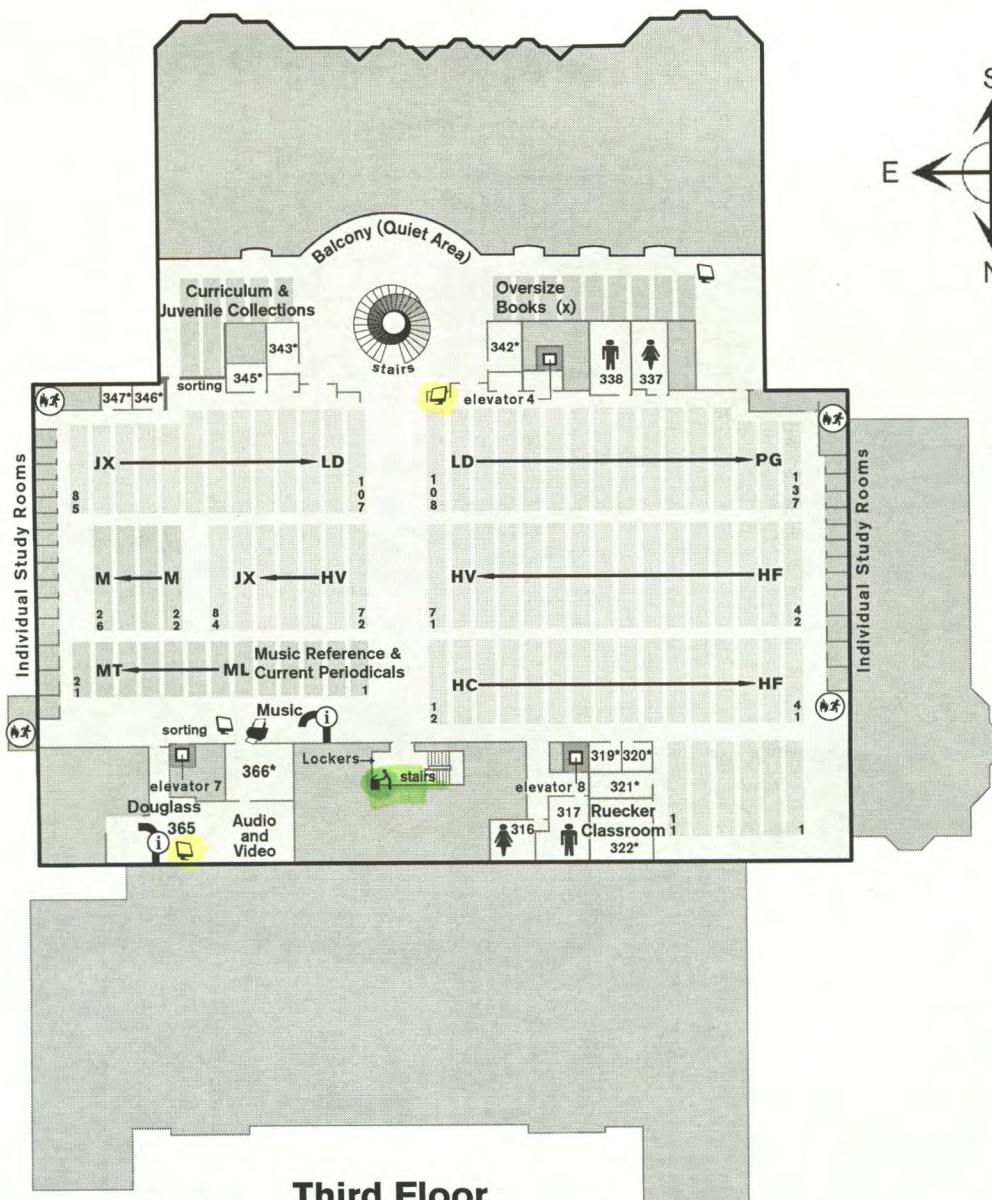 S
E
N
Balcony (Quiet Area)
Curriculum &
Juvenile Collections
Oversize
Books (x)
343*
345*
sorting
347* 346*
stairs
342*
338 337
elevator 4
JX LD
LD PG
85
107
108
137
M M
JX HV
HV HF
26
22
84
72
71
42
MT ML
Music Reference &
Current Periodicals
HC HF
21
1
12
41
Individual Study Rooms
Individual Study Rooms
Music
i
sorting
Lockers
stairs
366*
elevator 7
319* 320*
elevator 8
321*
Douglass
365
i
Audio
and
Video
316
317
Ruecker
Classroom
322*
11
1
Third Floor